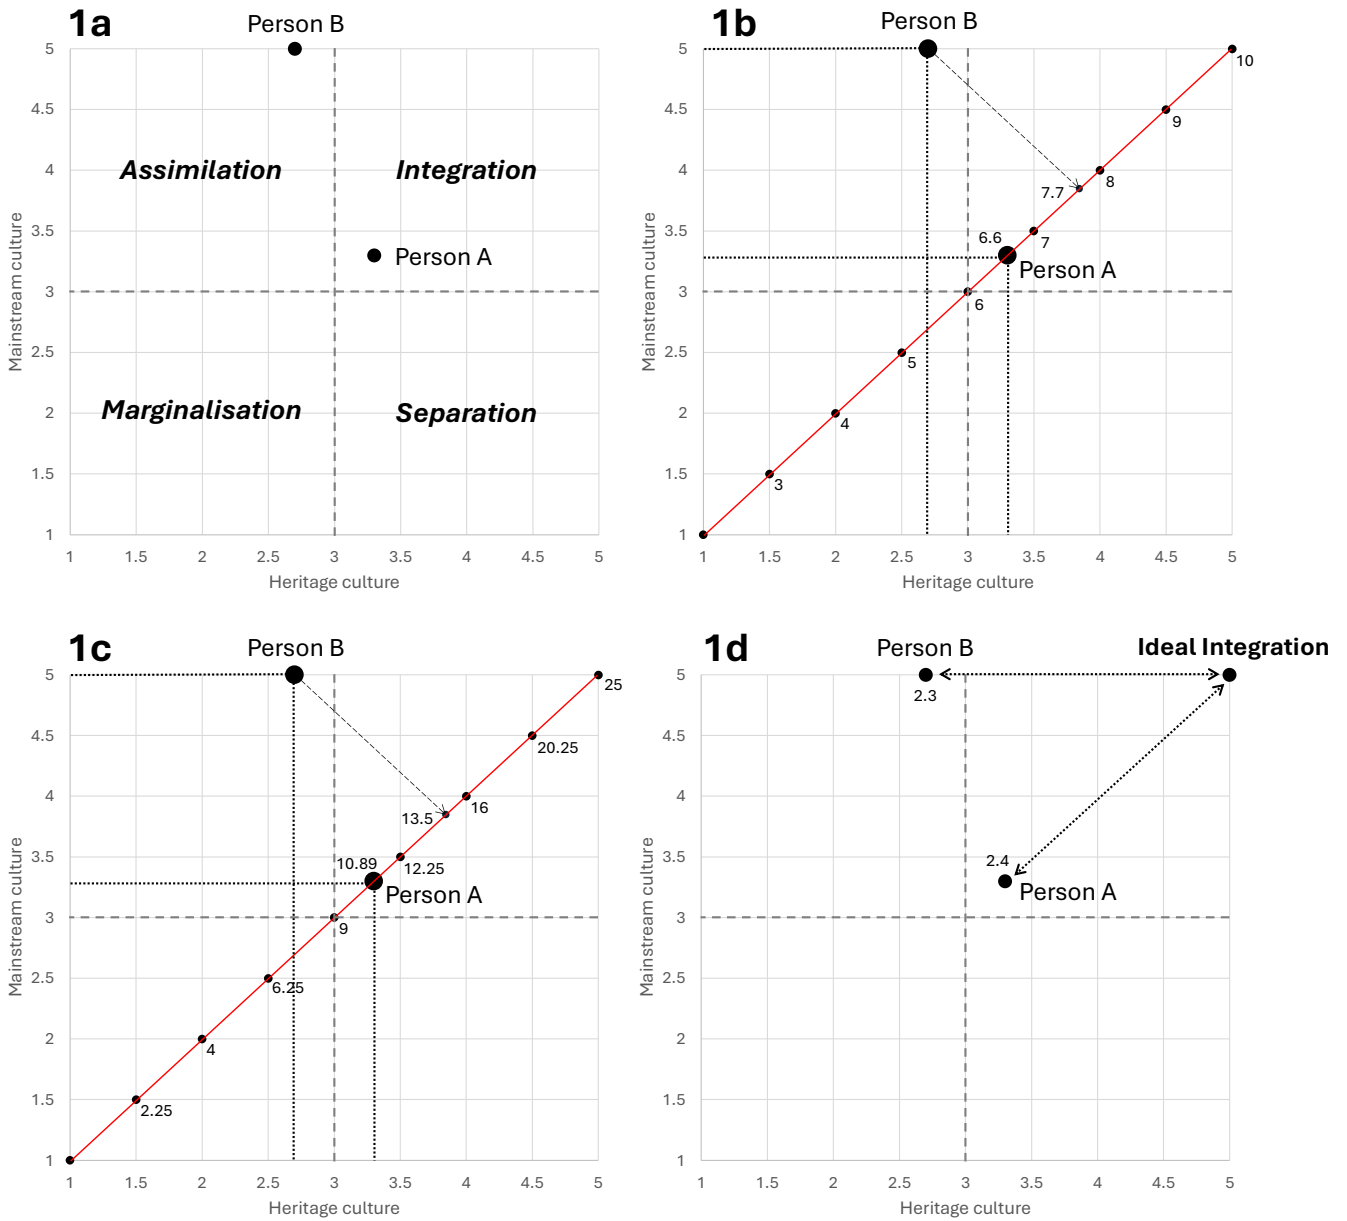 1a
Person B
5
4.5
4
3.5
3
2.5
2
1.5
1
Mainstream culture
Assimilation
Integration
Person A
Marginalisation
Separation
1 1.5 2 2.5 3 3.5 4 4.5 5
Heritage culture
1b
Person B
5
4.5
4
3.5
3
2.5
2
1.5
1
Mainstream culture
10
9
8
7.7
7
6.6
Person A
6
5
4
3
1 1.5 2 2.5 3 3.5 4 4.5 5
Heritage culture
1c
Person B
5
4.5
4
3.5
3
2.5
2
1.5
1
Mainstream culture
25
20.25
16
13.5
12.25
10.89
Person A
9
6.25
4
2.25
1 1.5 2 2.5 3 3.5 4 4.5 5
Heritage culture
1d
Person B
Ideal Integration
5
4.5
4
3.5
3
2.5
2
1.5
1
Mainstream culture
2.3
2.4
Person A
1 1.5 2 2.5 3 3.5 4 4.5 5
Heritage culture